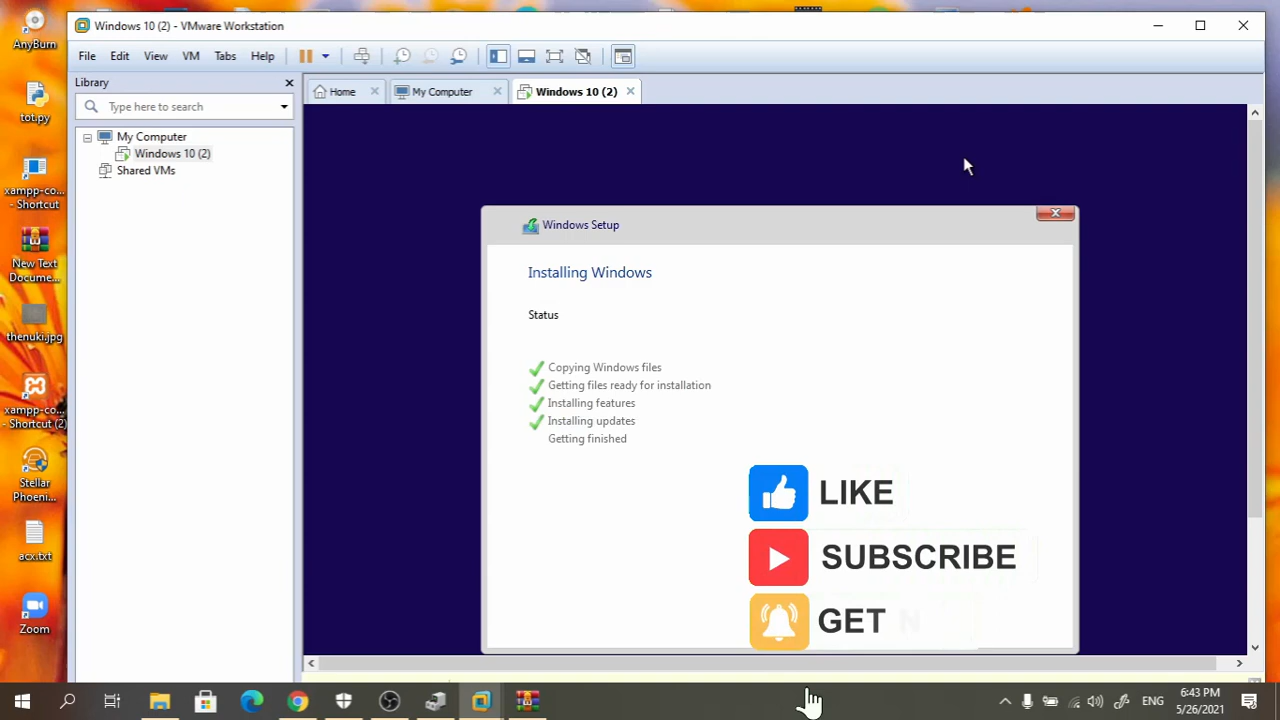 Windows 10 (2) - VMware Workstation
File Edit View VM Tabs Help
Library
Type here to search
Home
My Computer
Windows 10 (2)
My Computer
Windows 10 (2)
Shared VMs
AnyBurn
tot.py
xampp-co...
- Shortcut
New Text
Docume...
thenuki.jpg
xampp-co...
- Shortcut (2)
Stellar
Phoeni...
acx.txt
Zoom
Windows Setup
Installing Windows
Status
Copying Windows files
Getting files ready for installation
Installing features
Installing updates
Getting finished
LIKE
SUBSCRIBE
GET N
ENG
6:43 PM
5/26/2021